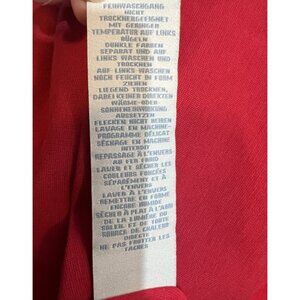 FEINWASCHGANG
NICHT
TROCKNERGEEIGNET
MIT GERINGER
TEMPERATUR AUF LINKS
BÜGELN
DUNKLE FARBEN
SEPARAT UND AUF
LINKS WASCHEN UND
TROCKNEN
AUF LINKS WASCHEN
NOCH FEUCHT IN FORM
ZIEHEN
LIEGEND TROCKNEN,
DABEI KEINER DIREKTEN
WÄRME-ODER
SONNENEINWIRKUNG
AUSSETZEN
FLECKEN NICHT REIBEN
LAVAGE EN MACHINE-
PROGRAMME DÉLICAT
SÉCHAGE EN MACHINE
INTERDIT
REPASSAGE À L'ENVERS
AU FER FROID
LAVER ET SÉCHER LES
COULEURS FONCÉES
SÉPARÉMENT ET À
L'ENVERS
LAVER À L'ENVERS
REMETTRE EN FORME
ENCORE HUMIDE
SÉCHER À PLAT À L'ABRI
DE LA LUMIÈRE DU
SOLEIL ET DE TOUTE
SOURCE DE CHALEUR
DIRECTE
NE PAS FROTTER LES
TACHES